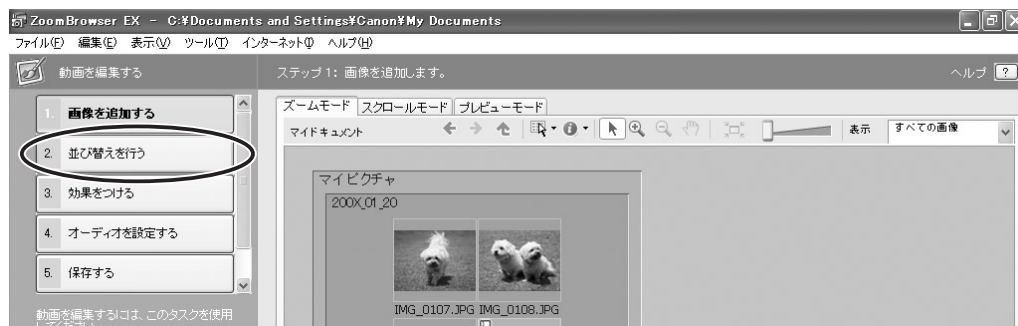 ZoomBrowser EX - C:¥Documents and Settings¥Canon¥My Documents
ファイル(F) 編集(E) 表示(V) ツール(T) インターネット(I) ヘルプ(H)
動画を編集する
ステップ1: 画像を追加します。
ヘルプ ?
1. 画像を追加する
2. 並び替えを行う
3. 効果をつける
4. オーディオを設定する
5. 保存する
動画を編集するには、このタスクを使用
してください
ズームモード スクロールモード プレビューモード
マイドキュメント
表示 すべての画像
マイピクチャ
200X_01_20
IMG_0107.JPG IMG_0108.JPG